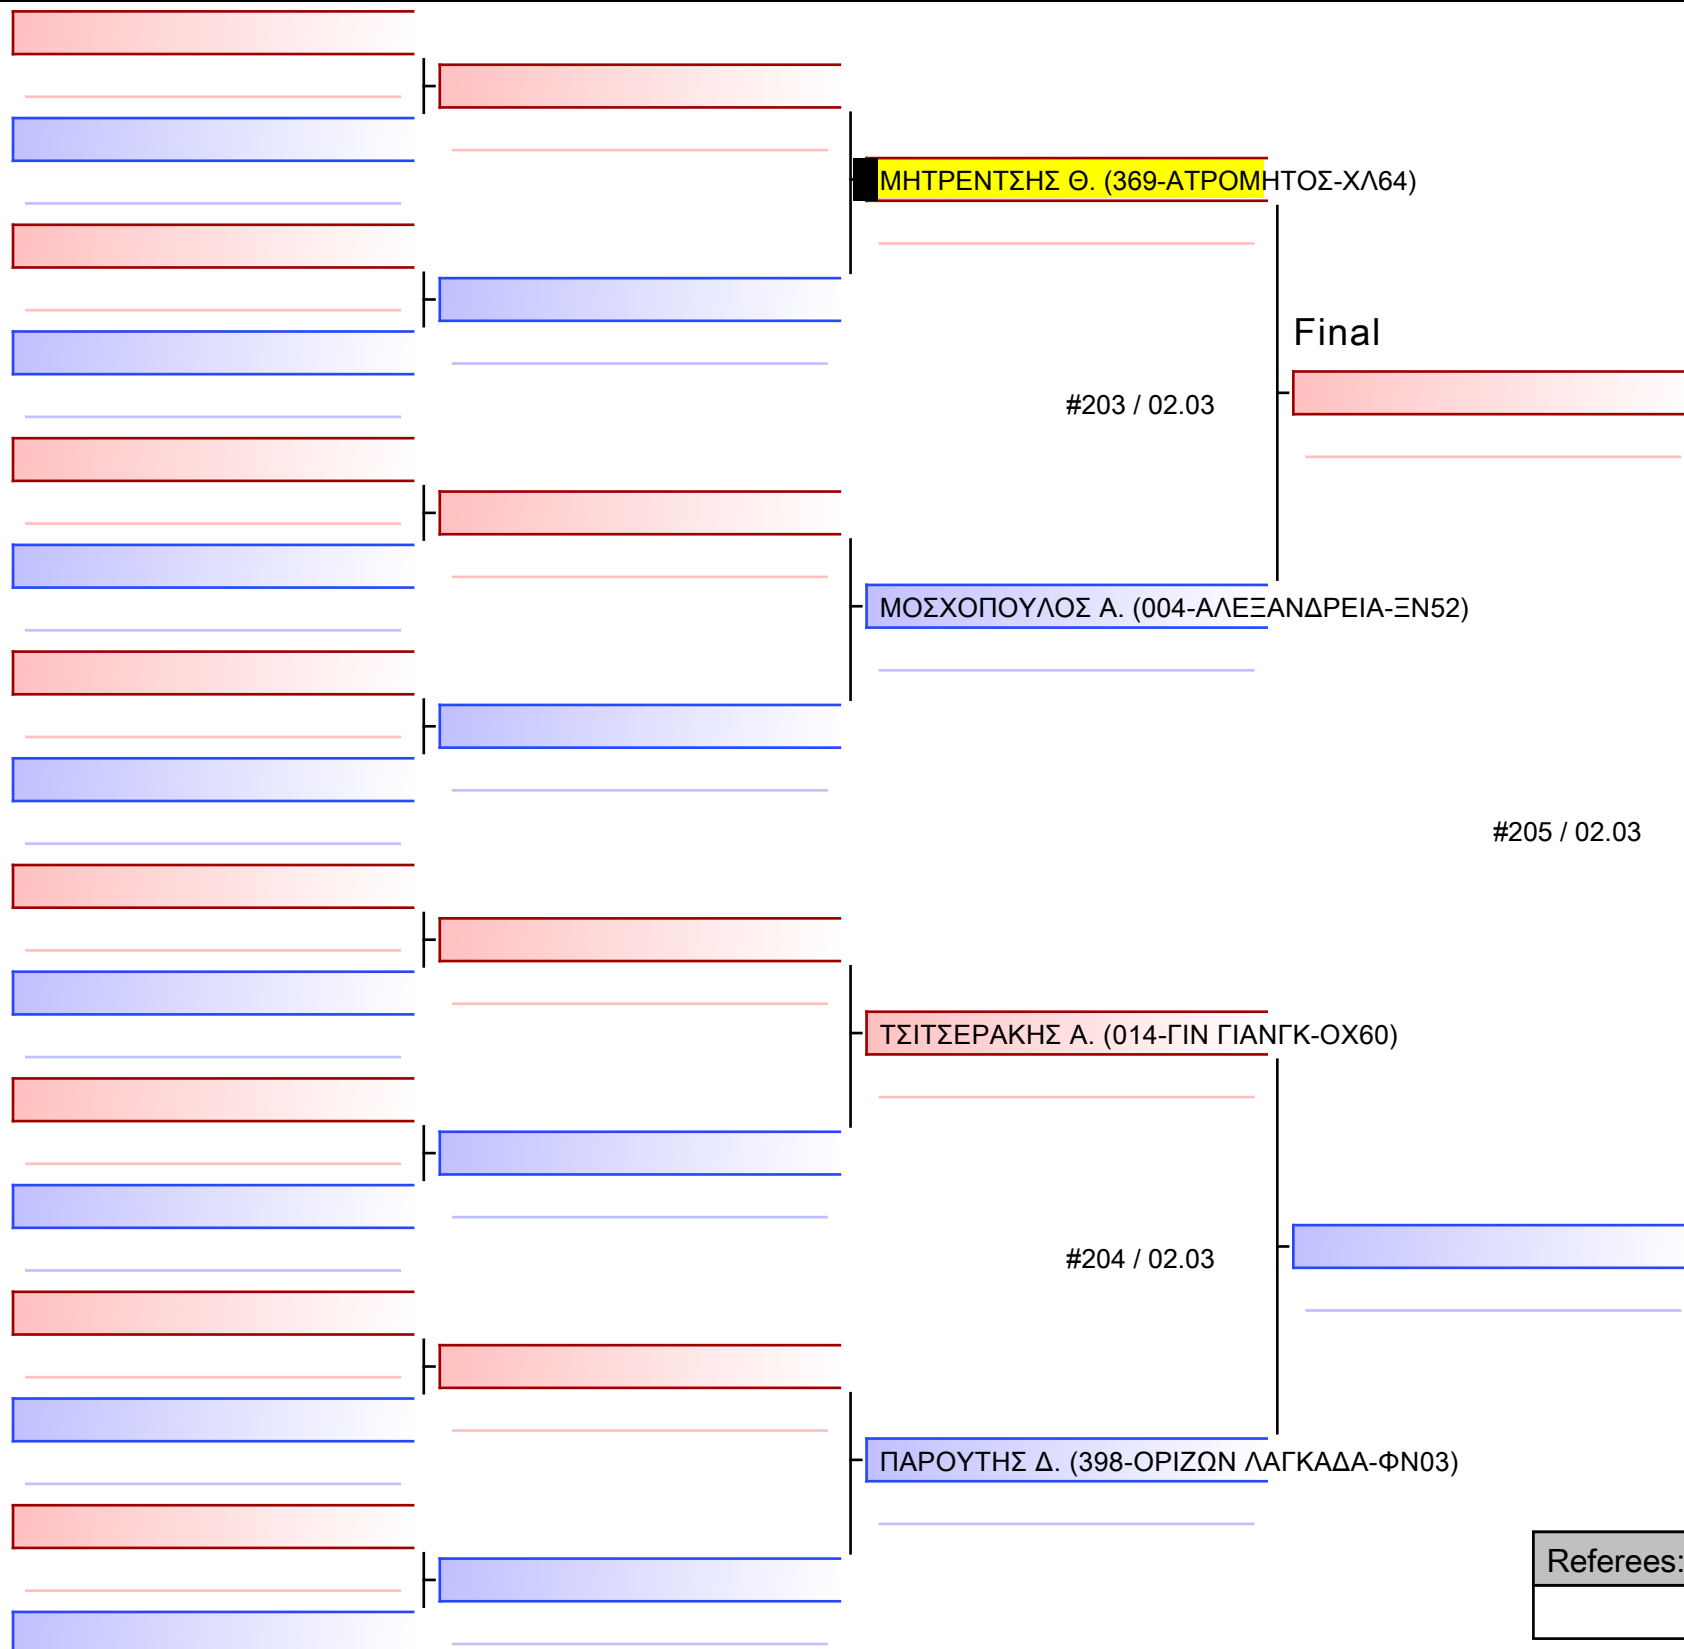 ΜΗΤΡΕΝΤΣΗΣ Θ. (369-ΑΤΡΟΜΗΤΟΣ-ΧΛ64)
Final
#203 / 02.03
ΜΟΣΧΟΠΟΥΛΟΣ Α. (004-ΑΛΕΞΑΝΔΡΕΙΑ-ΞΝ52)
#205 / 02.03
ΤΣΙΤΣΕΡΑΚΗΣ Α. (014-ΓΙΝ ΓΙΑΝΓΚ-ΟΧ60)
#204 / 02.03
ΠΑΡΟΥΤΗΣ Δ. (398-ΟΡΙΖΩΝ ΛΑΓΚΑΔΑ-ΦΝ03)
Referees: